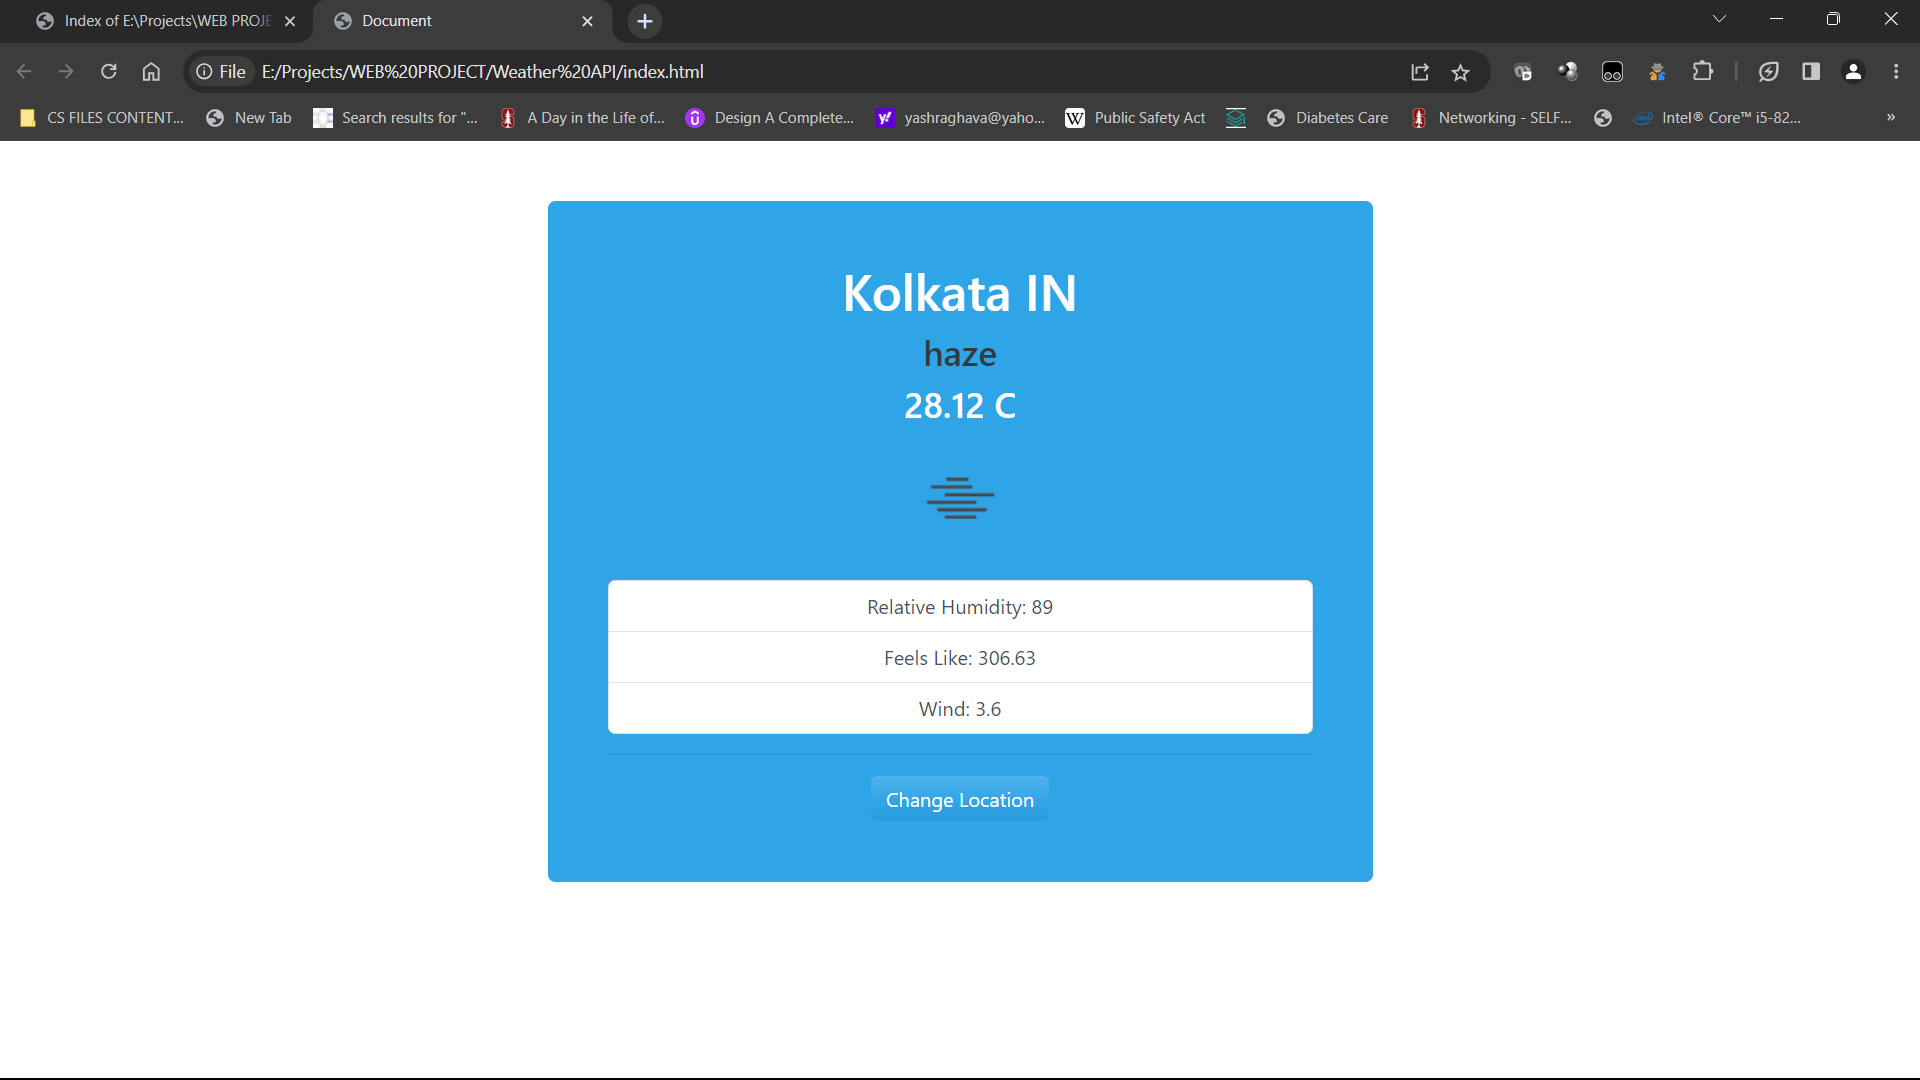 Index of E:\Projects\WEB PROJE
Document
File
E:/Projects/WEB%20PROJECT/Weather%20API/index.html
CS FILES CONTENT...
New Tab
Search results for "...
A Day in the Life of...
Design A Complete...
yashraghava@yaho...
Public Safety Act
Diabetes Care
Networking - SELF...
Intel® Core™ i5-82...
»
Kolkata IN
haze
28.12 C
Relative Humidity: 89
Feels Like: 306.63
Wind: 3.6
Change Location